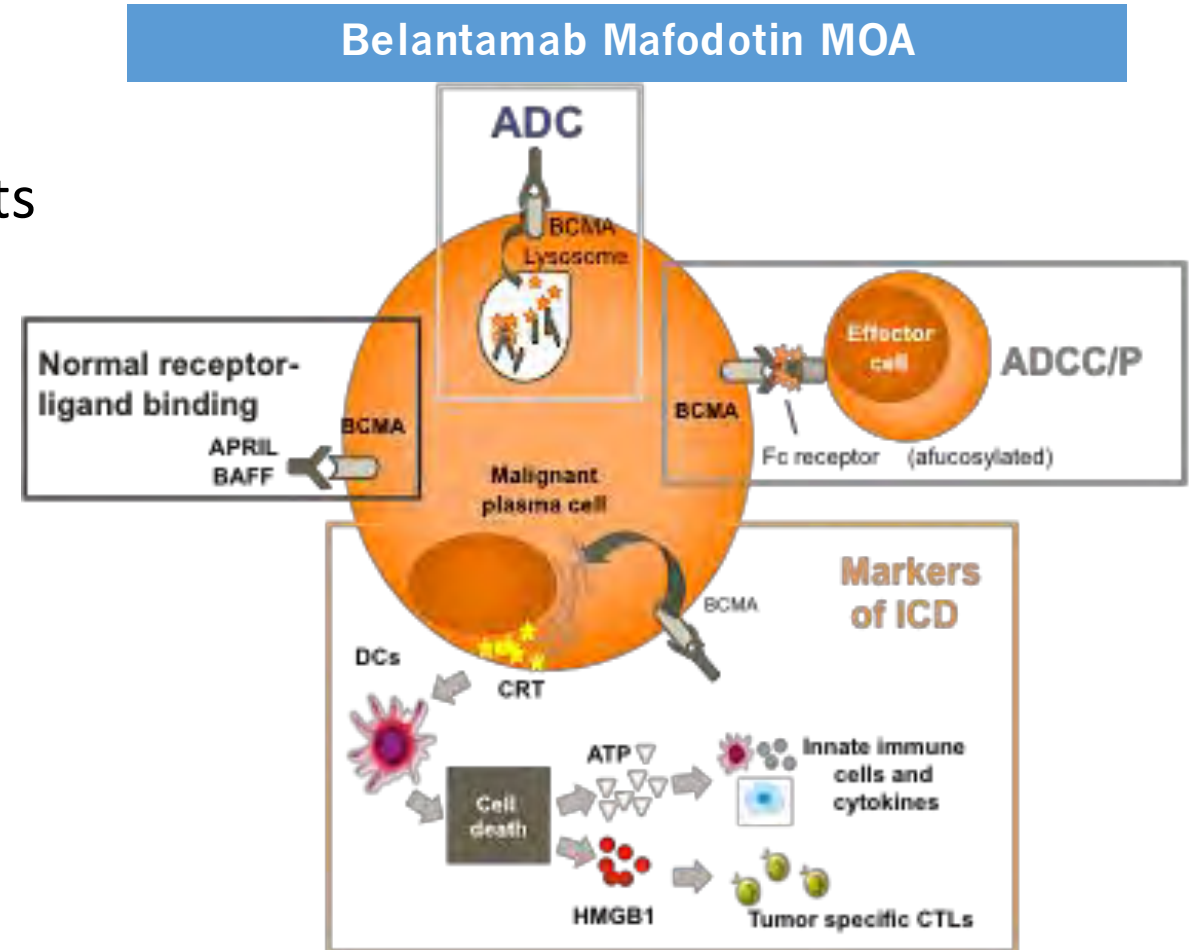 Belantamab Mafodotin MOA
ts
ADC
BCMA
Lysosome
Normal receptor-
ligand binding
APRIL
BAFF
BCMA
BCMA
Effector
cell
ADCC/P
Fc receptor (afucosylated)
Malignant
plasma cell
BCMA
Markers
of ICD
DCs
CRT
Cell
death
ATP
Innate immune
cells and
cytokines
HMGB1
Tumor specific CTLs